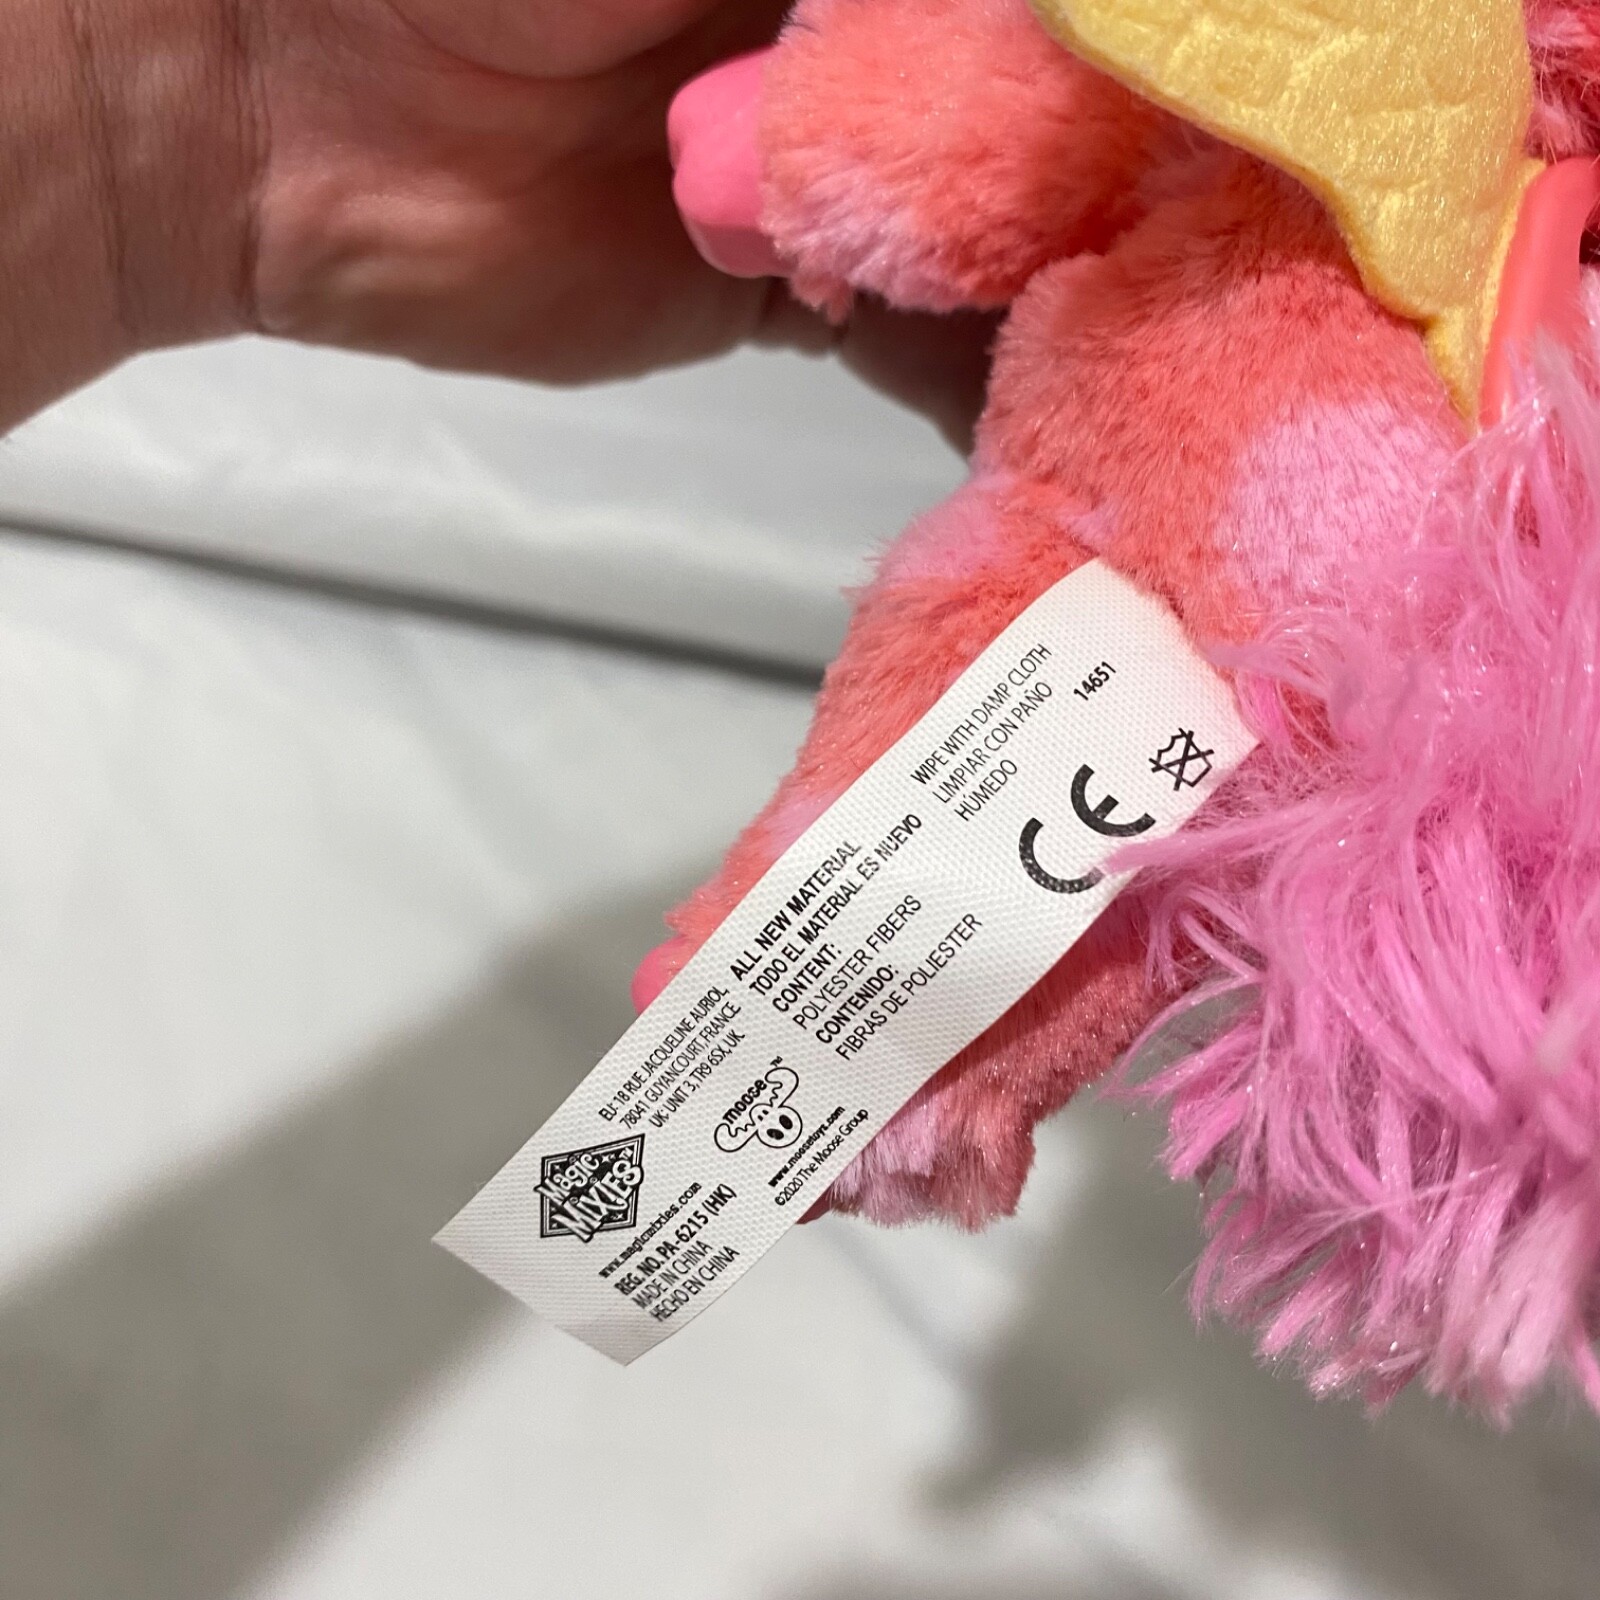 WIPE WITH DAMP CLOTH
LIMPIAR CON PAÑO
HÚMEDO
14651
CE
ALL NEW MATERIAL
TODO EL MATERIAL ES NUEVO
CONTENT:
POLYESTER FIBERS
CONTENIDO:
FIBRAS DE POLIESTER
EU: 18 RUE JACQUELINE AURIOL,
78041 GUYANCOURT, FRANCE
UK: UNIT 3, TR9 6SX, UK.
moose™
www.moosetoys.com
©2020 The Moose Group
Magic
MIXIES™
www.magicmixies.com
REG. NO. PA-6215 (HK)
MADE IN CHINA
HECHO EN CHINA